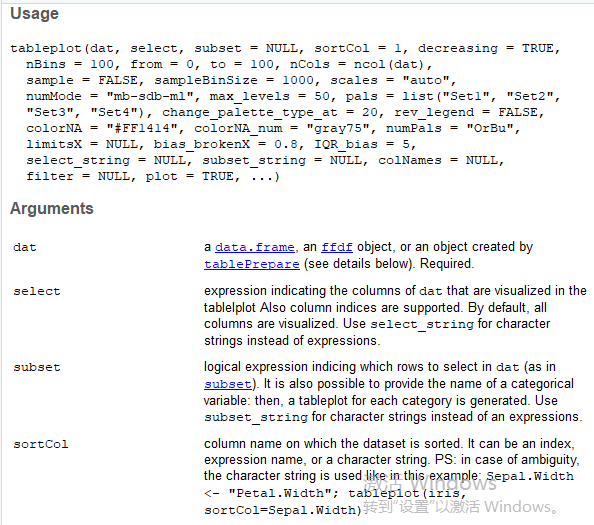 Usage
tableplot(dat, select, subset = NULL, sortCol = 1, decreasing = TRUE,
nBins = 100, from = 0, to = 100, nCols = ncol(dat),
sample = FALSE, sampleBinSize = 1000, scales = "auto",
numMode = "mb-sdb-ml", max_levels = 50, pals = list("Set1", "Set2",
"Set3", "Set4"), change_palette_type_at = 20, rev_legend = FALSE,
colorNA = "#FF1414", colorNA_num = "gray75", numPals = "OrBu",
limitsX = NULL, bias_brokenX = 0.8, IQR_bias = 5,
select_string = NULL, subset_string = NULL, colNames = NULL,
filter = NULL, plot = TRUE, ...)
Arguments
dat a data.frame, an ffdf object, or an object created by
tablePrepare (see details below). Required.
select expression indicating the columns of dat that are visualized in the
tablelplot Also column indices are supported. By default, all
columns are visualized. Use select_string for character
strings instead of expressions.
subset logical expression indicing which rows to select in dat (as in
subset). It is also possible to provide the name of a categorical
variable: then, a tableplot for each category is generated. Use
subset_string for character strings instead of an expressions.
sortCol column name on which the dataset is sorted. It can be an index,
expression name, or a character string. PS: in case of ambiguity,
the character string is used like in this example: Sepal.Width
<- "Petal.Width"; tableplot(iris,
sortCol=Sepal.Width)
激活 Windows
转到"设置"以激活 Windows。